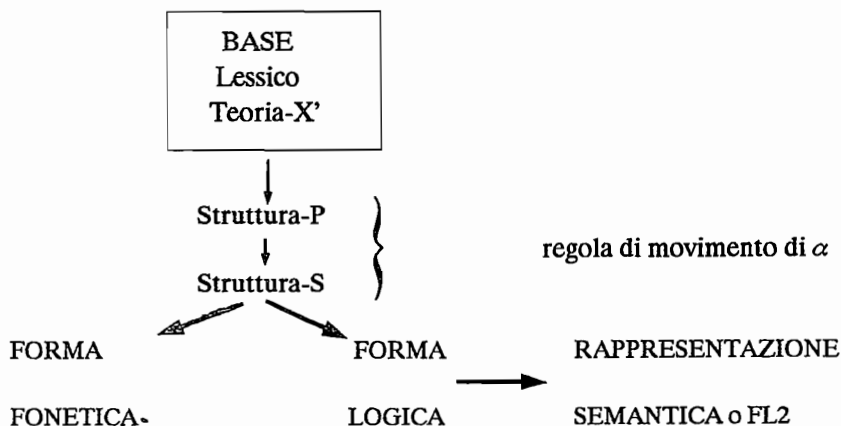 BASE
Lessico
Teoria-X'
Struttura-P
regola di movimento di α
Struttura-S
FORMA FORMA RAPPRESENTAZIONE
FONETICA LOGICA SEMANTICA o FL2